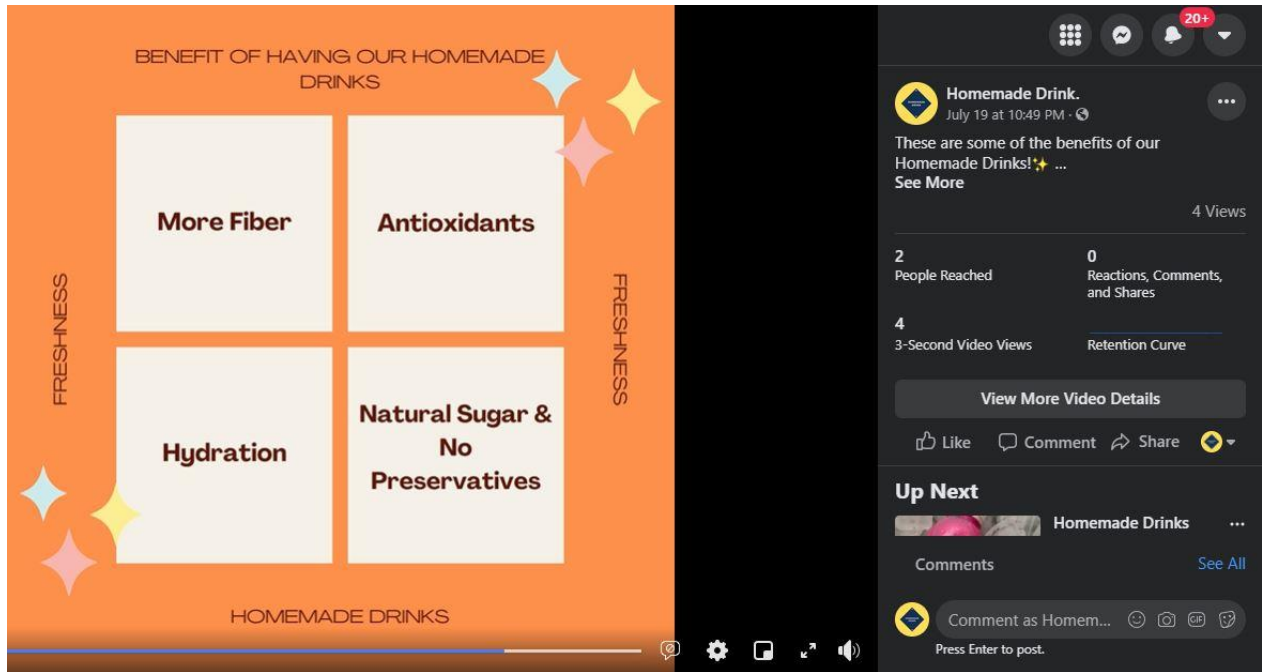 BENEFIT OF HAVING OUR HOMEMADE
DRINKS
More Fiber
Antioxidants
FRESHNESS
FRESHNESS
Hydration
Natural Sugar &
No
Preservatives
HOMEMADE DRINKS
20+
Homemade Drink.
July 19 at 10:49 PM ·
These are some of the benefits of our
Homemade Drinks!✨ ...
See More
4 Views
2
People Reached
0
Reactions, Comments,
and Shares
4
3-Second Video Views
Retention Curve
View More Video Details
Like
Comment
Share
Up Next
Homemade Drinks
Comments
See All
Comment as Homem...
GIF
Press Enter to post.